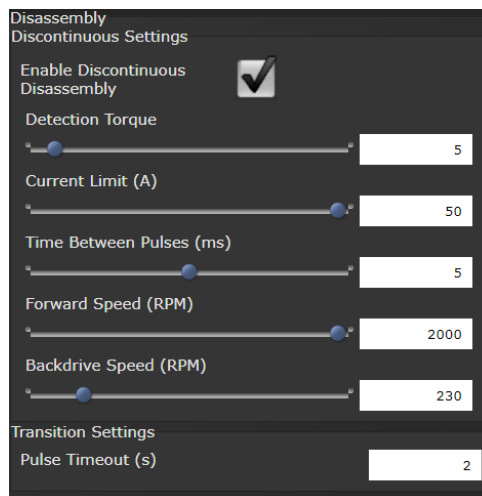 Disassembly
Discontinuous Settings
Enable Discontinuous
Disassembly
Detection Torque
5
Current Limit (A)
50
Time Between Pulses (ms)
5
Forward Speed (RPM)
2000
Backdrive Speed (RPM)
230
Transition Settings
Pulse Timeout (s)
2